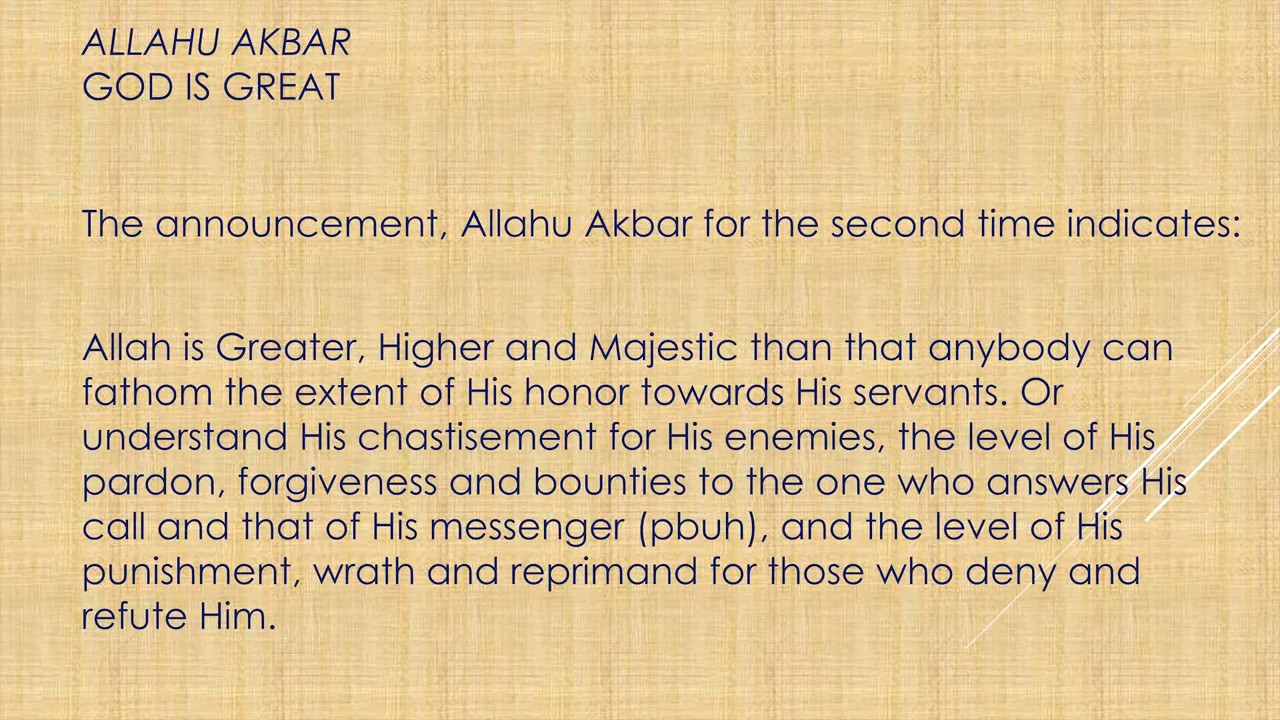 ALLAHU AKBAR
GOD IS GREAT
The announcement, Allahu Akbar for the second time indicates:
Allah is Greater, Higher and Majestic than that anybody can
fathom the extent of His honor towards His servants. Or
understand His chastisement for His enemies, the level of His
pardon, forgiveness and bounties to the one who answers His
call and that of His messenger (pbuh), and the level of His
punishment, wrath and reprimand for those who deny and
refute Him.